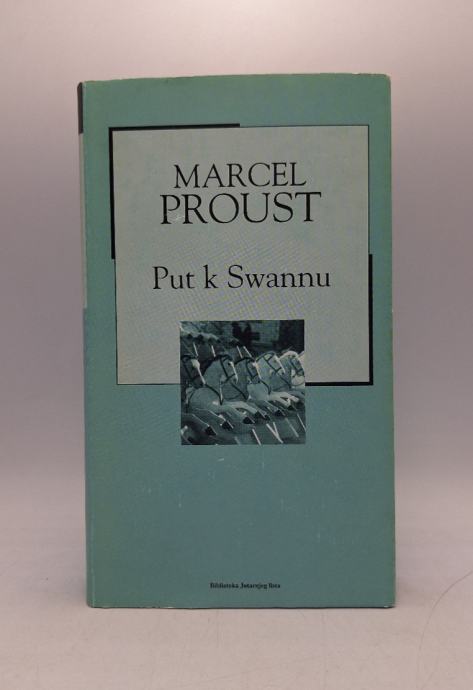 MARCEL
PROUST
Put k Swannu
Biblioteka Jutarnjeg lista